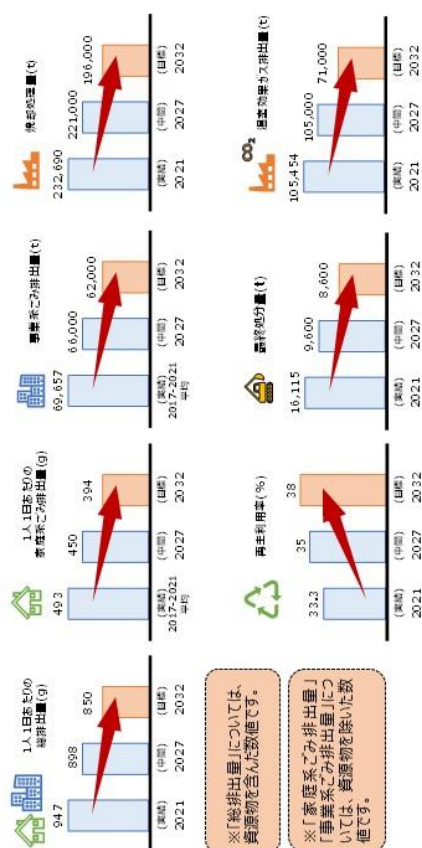 1人1日あたりの
総排出量(g)
947
898
850
(実績)
(中間)
(目標)
2021
2027
2032
1人1日あたりの
家庭系ごみ排出量(g)
493
450
394
(実績)
(中間)
(目標)
2017-2021
平均
2027
2032
事業系ごみ排出量(t)
69,657
66,000
62,000
(実績)
(中間)
(目標)
2017-2021
平均
2027
2032
焼却処理量(t)
232,690
221,000
196,000
(実績)
(中間)
(目標)
2021
2027
2032
※「総排出量」については、
資源物を含んだ数値です。
※「家庭系ごみ排出量」
「事業系ごみ排出量」につ
いては、資源物を除いた数
値です。
再生利用率(%)
33.3
35
38
(実績)
(中間)
(目標)
2021
2027
2032
最終処分量(t)
16,115
9,600
8,600
(実績)
(中間)
(目標)
2021
2027
2032
CO2
温室効果ガス排出量(t)
105,454
105,000
71,000
(実績)
(中間)
(目標)
2021
2027
2032